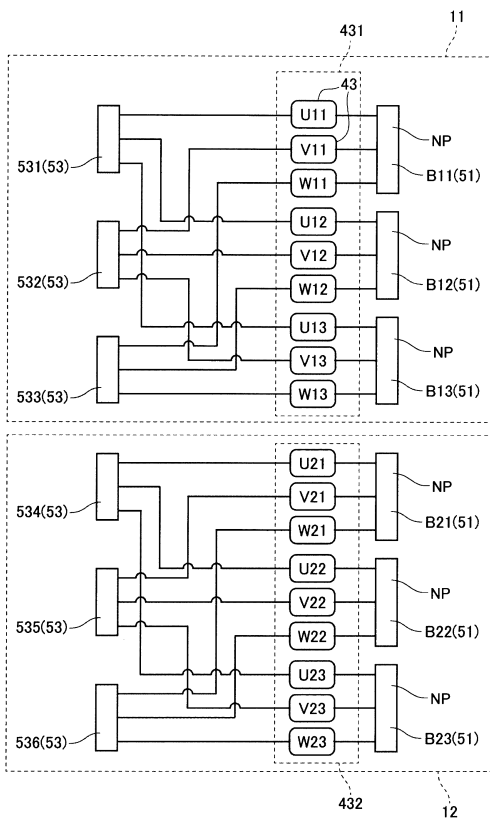 11
431
43
U11
V11
W11
U12
V12
W12
U13
V13
W13
531(53)
532(53)
533(53)
NP
B11(51)
NP
B12(51)
NP
B13(51)
U21
V21
W21
U22
V22
W22
U23
V23
W23
534(53)
535(53)
536(53)
NP
B21(51)
NP
B22(51)
NP
B23(51)
432
12